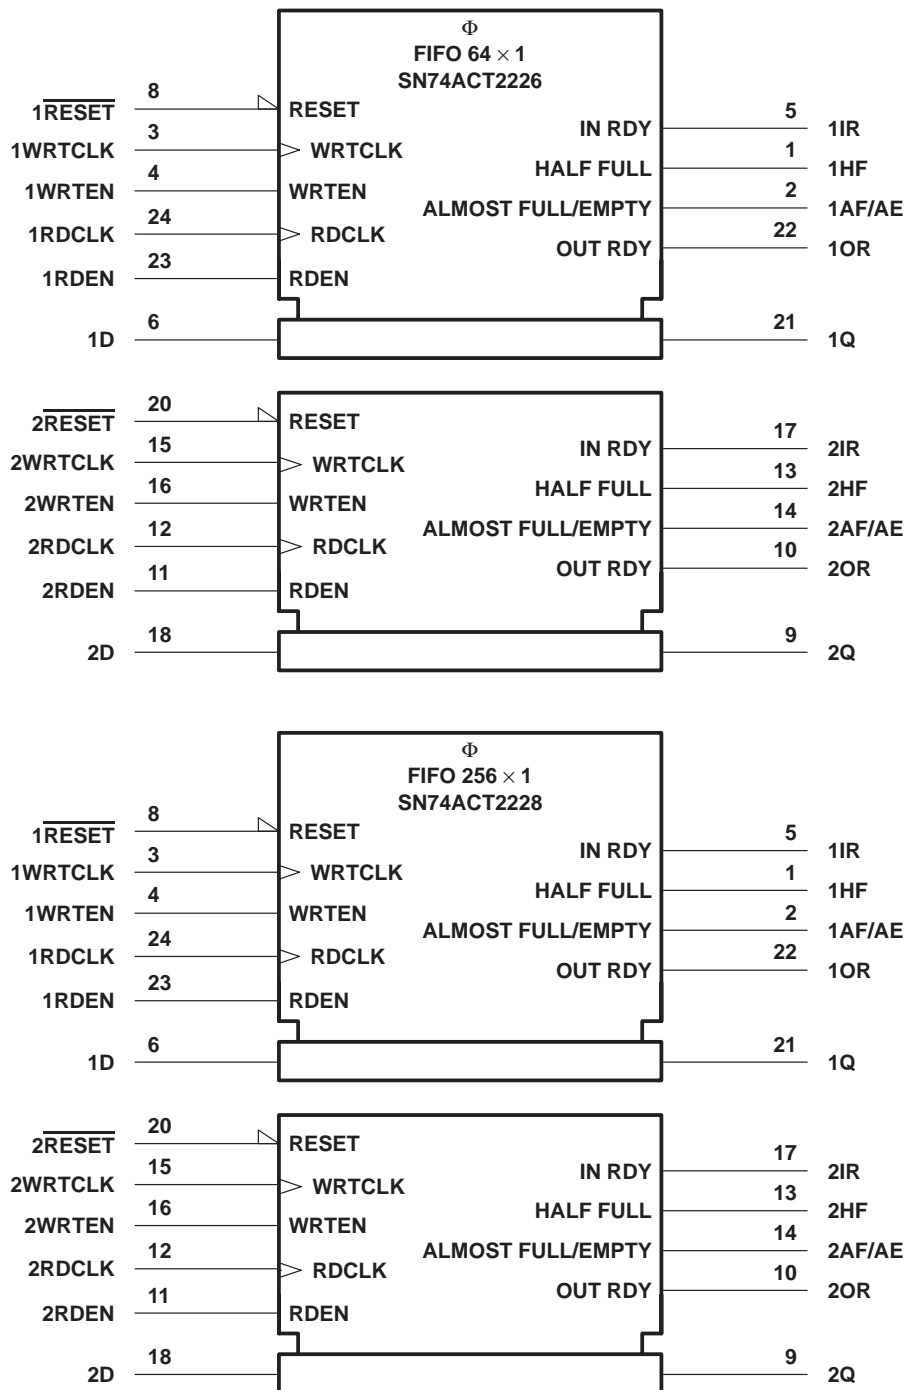 Φ
FIFO 64 × 1
SN74ACT2226
1RESET 8 RESET
1WRTCLK 3 WRTCLK
1WRTEN 4 WRTEN
1RDCLK 24 RDCLK
1RDEN 23 RDEN
IN RDY 5 1IR
HALF FULL 1 1HF
ALMOST FULL/EMPTY 2 1AF/AE
OUT RDY 22 1OR
1D 6 21 1Q
2RESET 20 RESET
2WRTCLK 15 WRTCLK
2WRTEN 16 WRTEN
2RDCLK 12 RDCLK
2RDEN 11 RDEN
IN RDY 17 2IR
HALF FULL 13 2HF
ALMOST FULL/EMPTY 14 2AF/AE
OUT RDY 10 2OR
2D 18 9 2Q
Φ
FIFO 256 × 1
SN74ACT2228
1RESET 8 RESET
1WRTCLK 3 WRTCLK
1WRTEN 4 WRTEN
1RDCLK 24 RDCLK
1RDEN 23 RDEN
IN RDY 5 1IR
HALF FULL 1 1HF
ALMOST FULL/EMPTY 2 1AF/AE
OUT RDY 22 1OR
1D 6 21 1Q
2RESET 20 RESET
2WRTCLK 15 WRTCLK
2WRTEN 16 WRTEN
2RDCLK 12 RDCLK
2RDEN 11 RDEN
IN RDY 17 2IR
HALF FULL 13 2HF
ALMOST FULL/EMPTY 14 2AF/AE
OUT RDY 10 2OR
2D 18 9 2Q